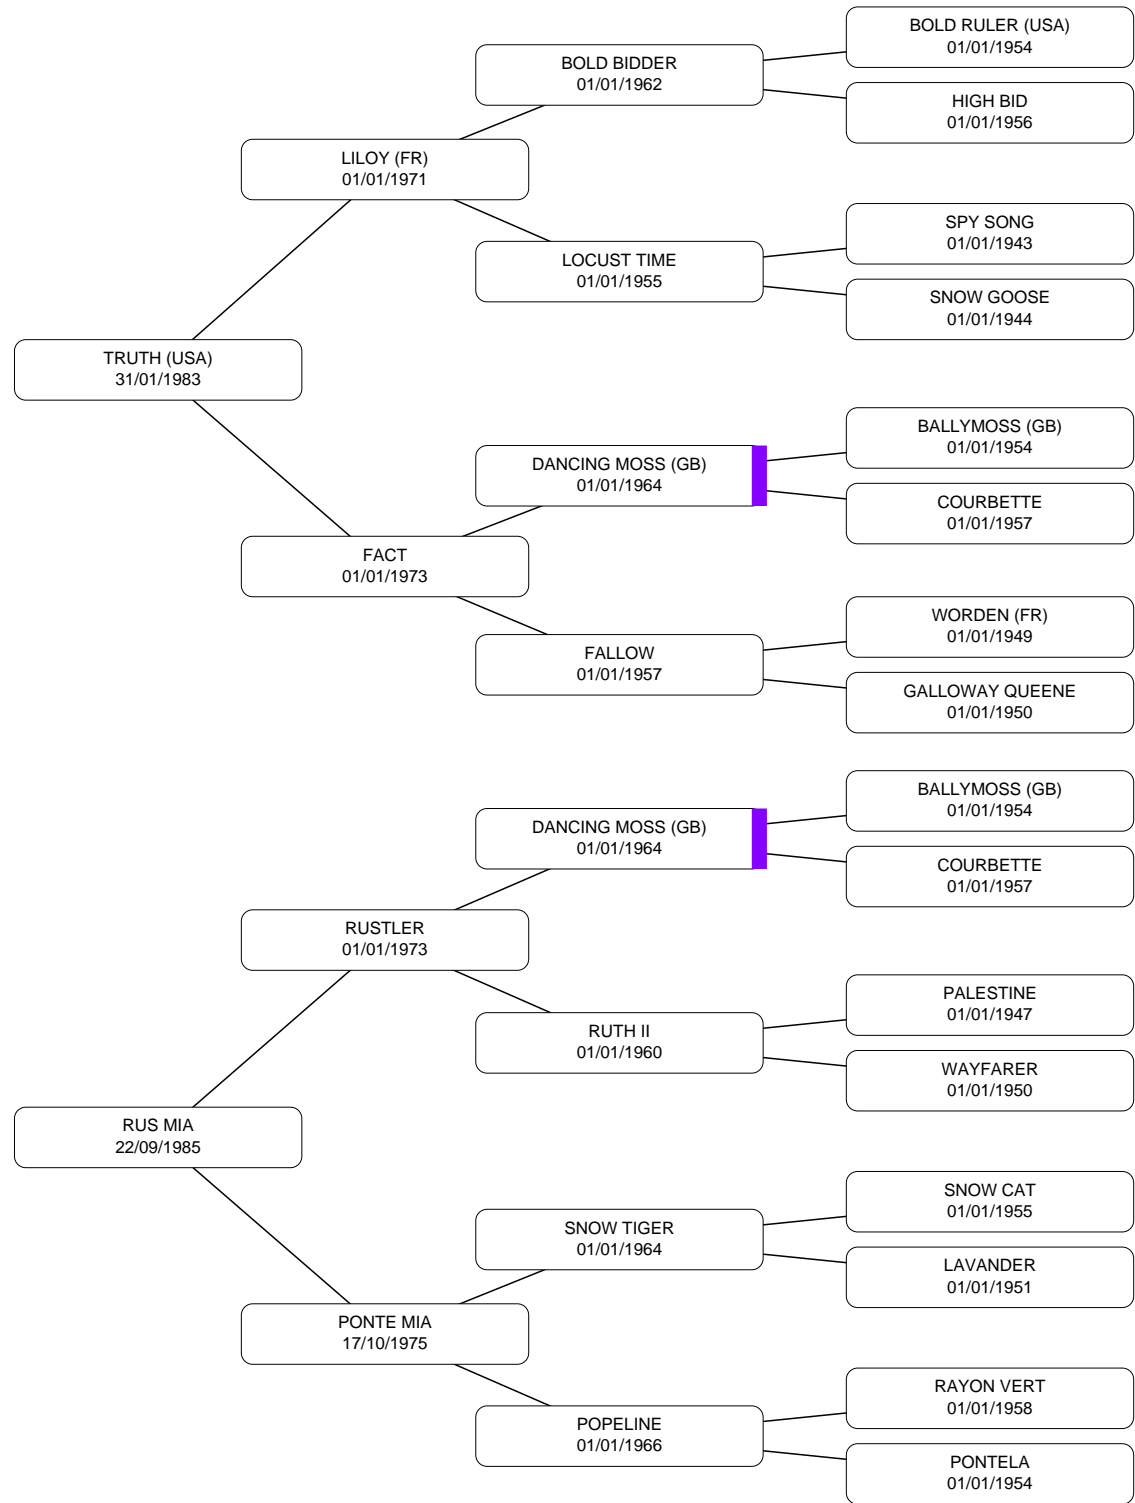 BOLD RULER (USA)
01/01/1954
BOLD BIDDER
01/01/1962
HIGH BID
01/01/1956
LILOY (FR)
01/01/1971
SPY SONG
01/01/1943
LOCUST TIME
01/01/1955
SNOW GOOSE
01/01/1944
TRUTH (USA)
31/01/1983
BALLYMOSS (GB)
01/01/1954
DANCING MOSS (GB)
01/01/1964
COURBETTE
01/01/1957
FACT
01/01/1973
WORDEN (FR)
01/01/1949
FALLOW
01/01/1957
GALLOWAY QUEENE
01/01/1950
BALLYMOSS (GB)
01/01/1954
DANCING MOSS (GB)
01/01/1964
COURBETTE
01/01/1957
RUSTLER
01/01/1973
PALESTINE
01/01/1947
RUTH II
01/01/1960
WAYFARER
01/01/1950
RUS MIA
22/09/1985
SNOW CAT
01/01/1955
SNOW TIGER
01/01/1964
LAVANDER
01/01/1951
PONTE MIA
17/10/1975
RAYON VERT
01/01/1958
POPELINE
01/01/1966
PONTELA
01/01/1954